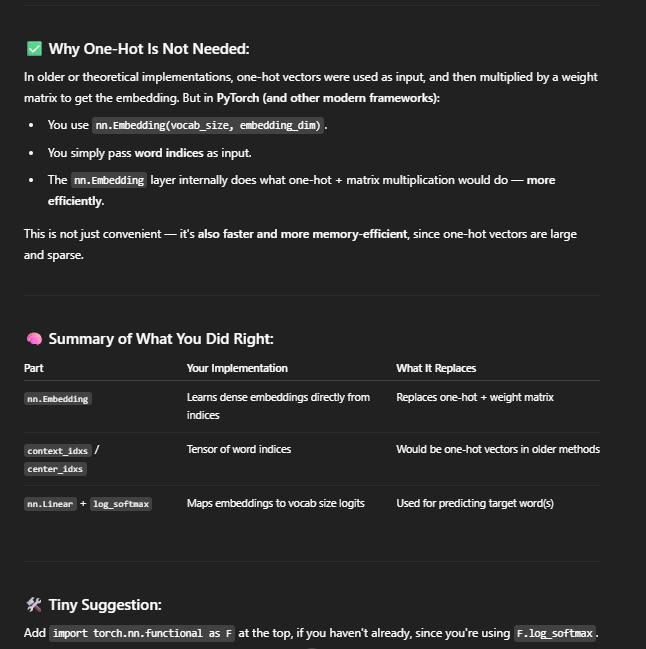 ✅ Why One-Hot Is Not Needed:
In older or theoretical implementations, one-hot vectors were used as input, and then multiplied by a weight
matrix to get the embedding. But in PyTorch (and other modern frameworks):
• You use nn.Embedding(vocab_size, embedding_dim).
• You simply pass word indices as input.
• The nn.Embedding layer internally does what one-hot + matrix multiplication would do — more
efficiently.
This is not just convenient — it's also faster and more memory-efficient, since one-hot vectors are large
and sparse.
🧠 Summary of What You Did Right:
Part Your Implementation What It Replaces
nn.Embedding Learns dense embeddings directly from Replaces one-hot + weight matrix
indices
context_idxs / Tensor of word indices Would be one-hot vectors in older methods
center_idxs
nn.Linear + log_softmax Maps embeddings to vocab size logits Used for predicting target word(s)
🛠️ Tiny Suggestion:
Add import torch.nn.functional as F at the top, if you haven't already, since you're using F.log_softmax.